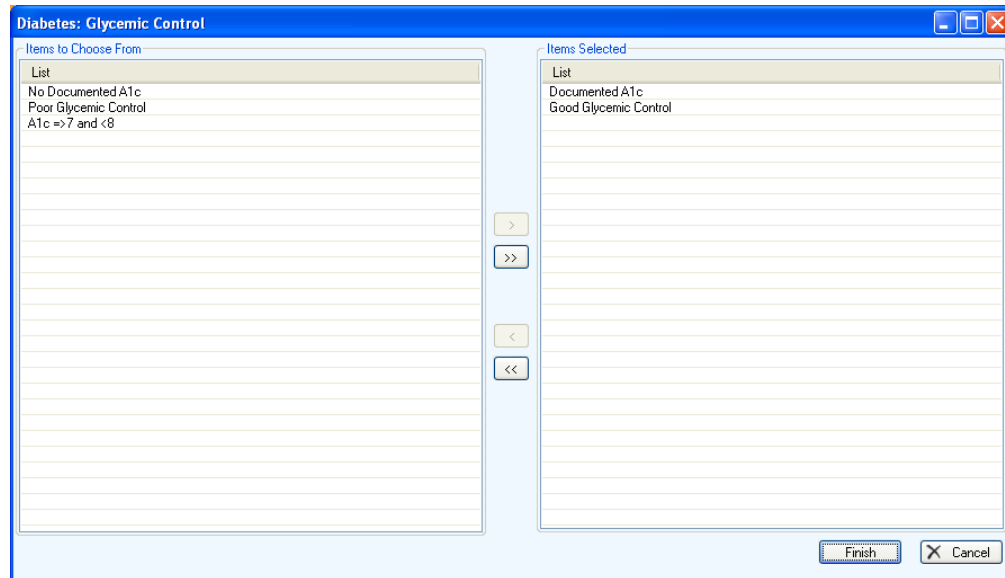 Diabetes: Glycemic Control
Items to Choose From
List
No Documented A1c
Poor Glycemic Control
A1c =>7 and <8
>
>>
<
<<
Items Selected
List
Documented A1c
Good Glycemic Control
Finish
Cancel